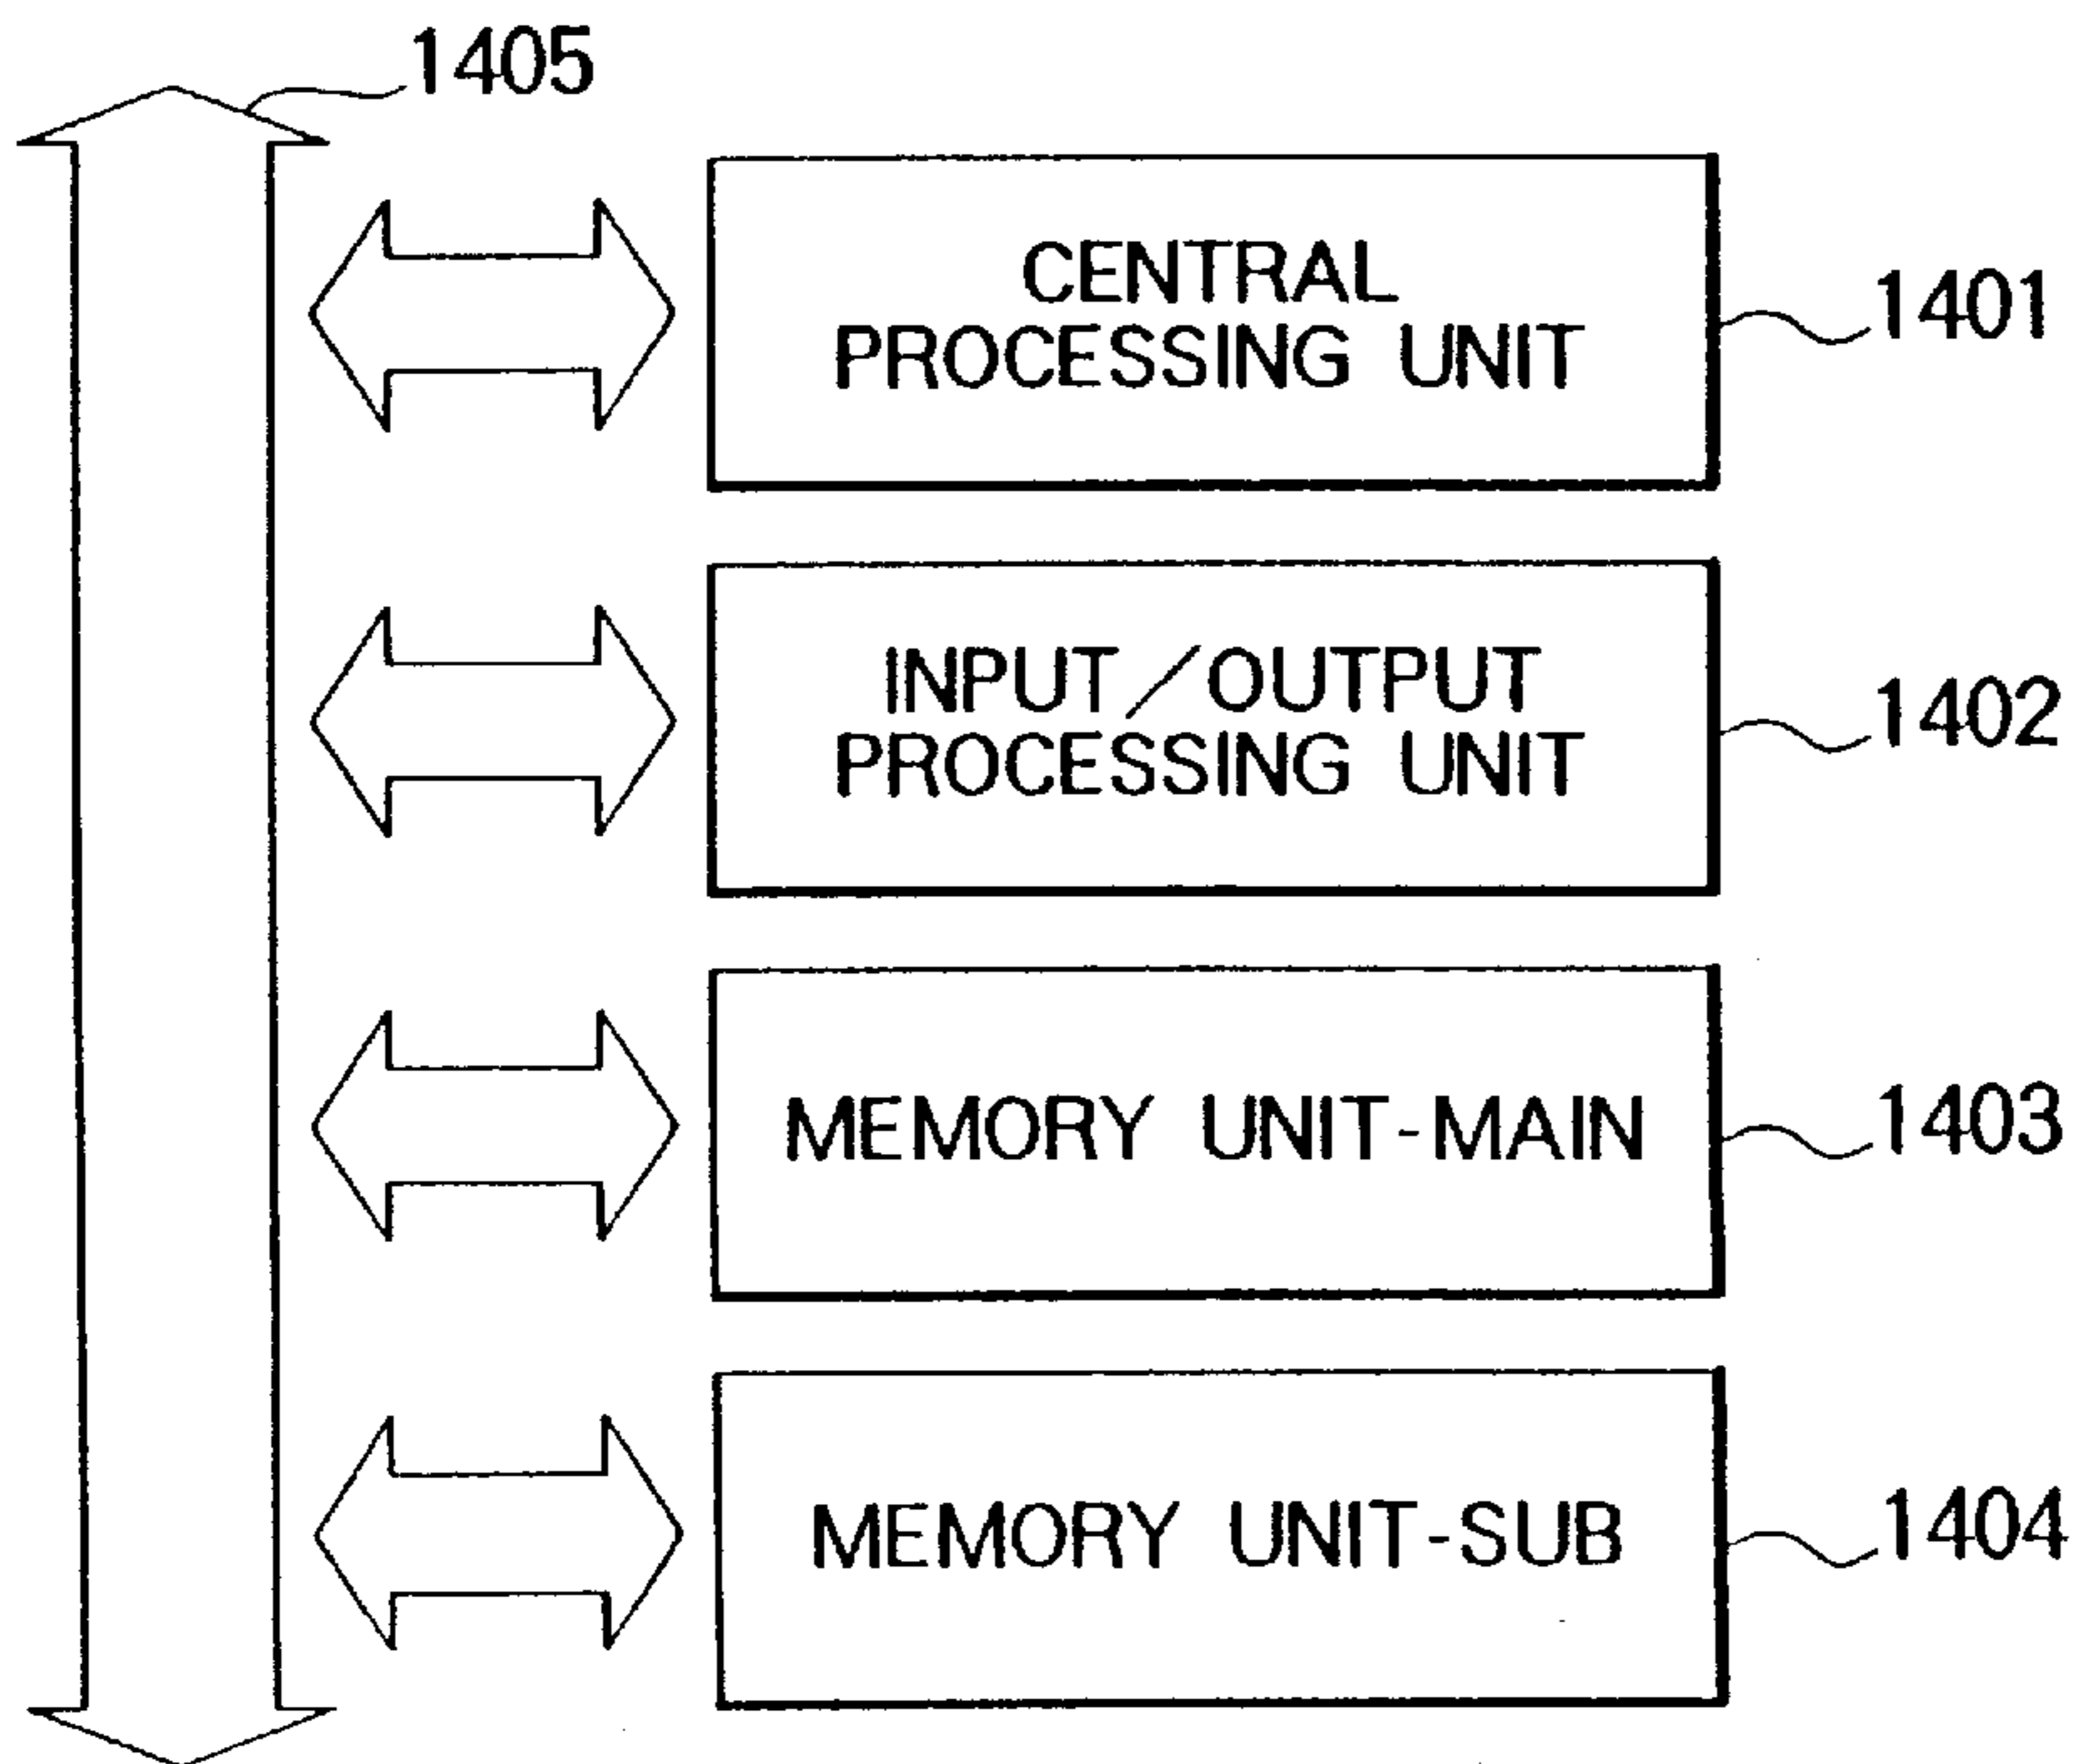 1405
CENTRAL
PROCESSING UNIT
1401
INPUT/OUTPUT
PROCESSING UNIT
1402
MEMORY UNIT-MAIN
1403
MEMORY UNIT-SUB
1404